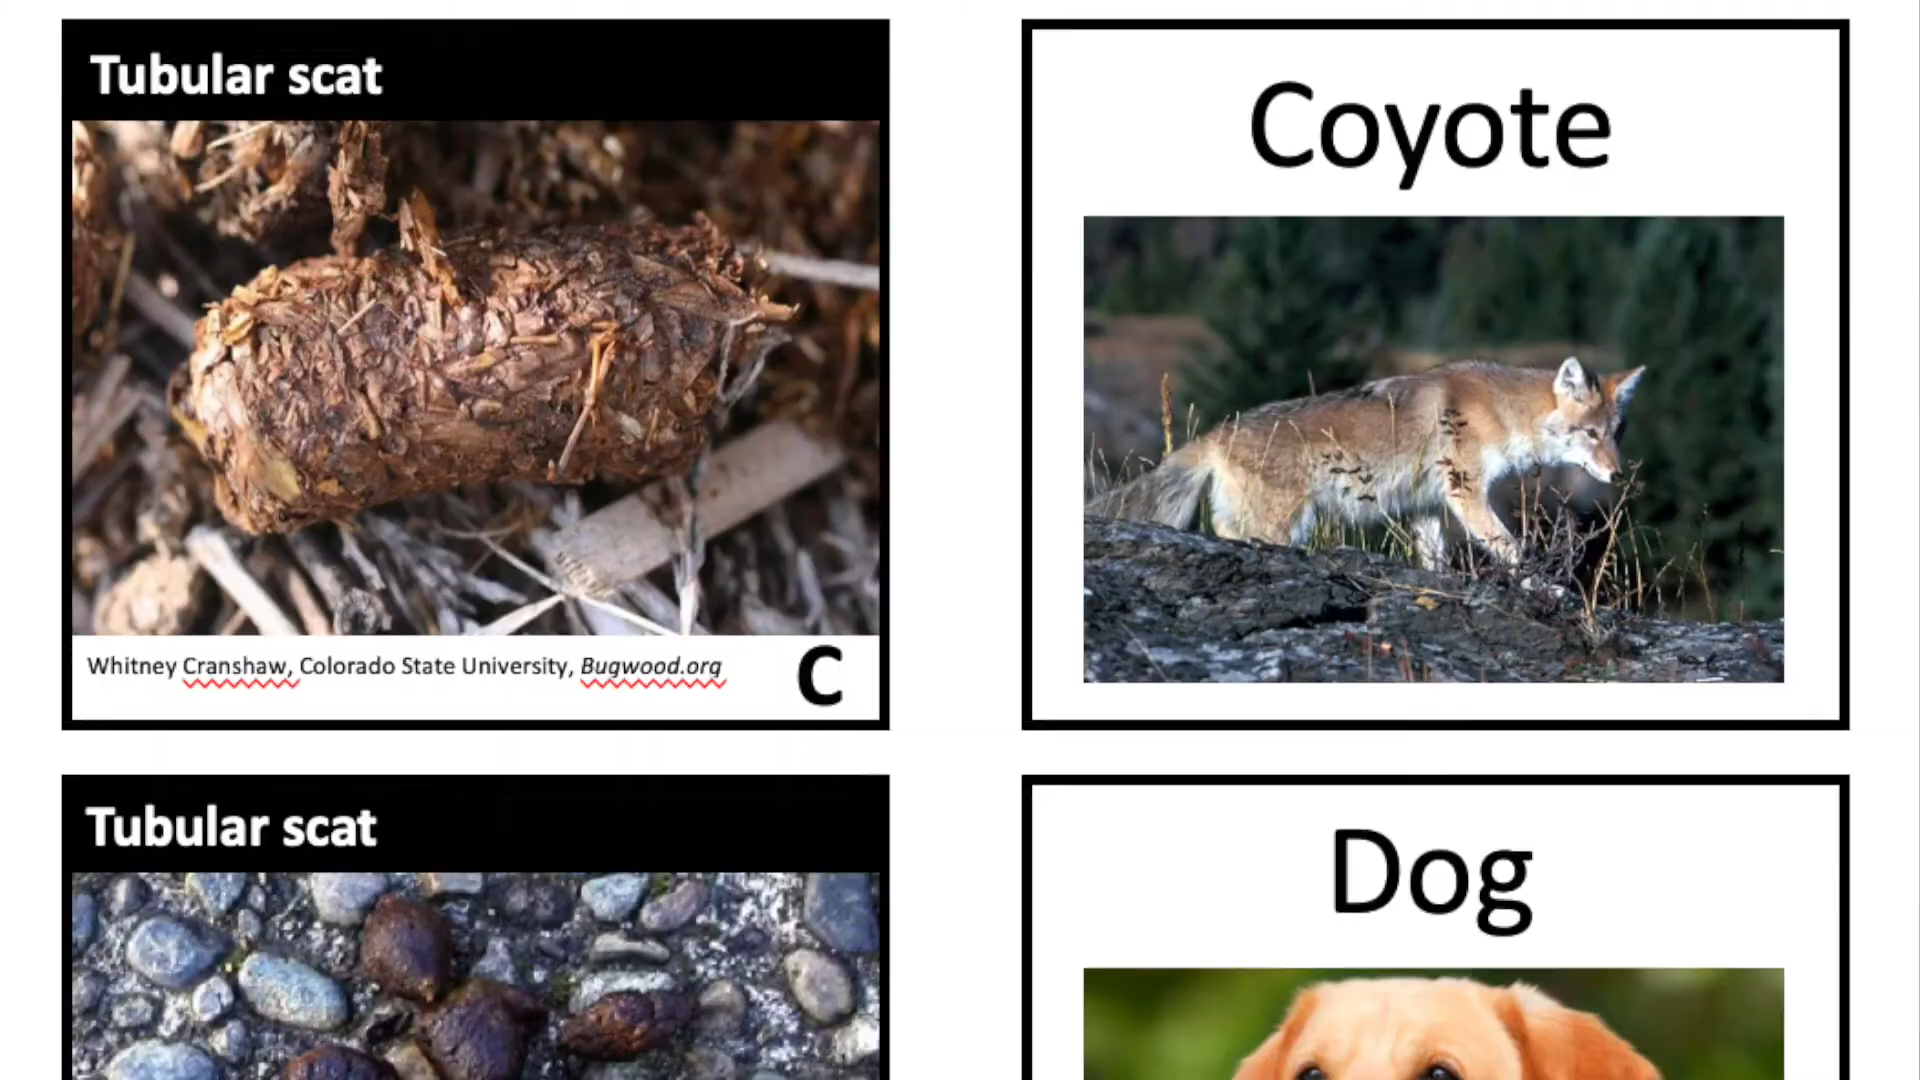 Tubular scat
Coyote
Whitney Cranshaw, Colorado State University, Bugwood.org
C
Tubular scat
Dog